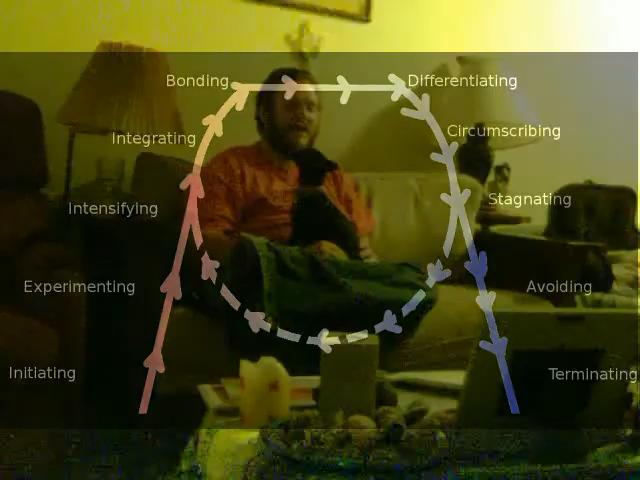 Bonding
Differentiating
Integrating
Circumscribing
Intensifying
Stagnating
Experimenting
Avoiding
Initiating
Terminating